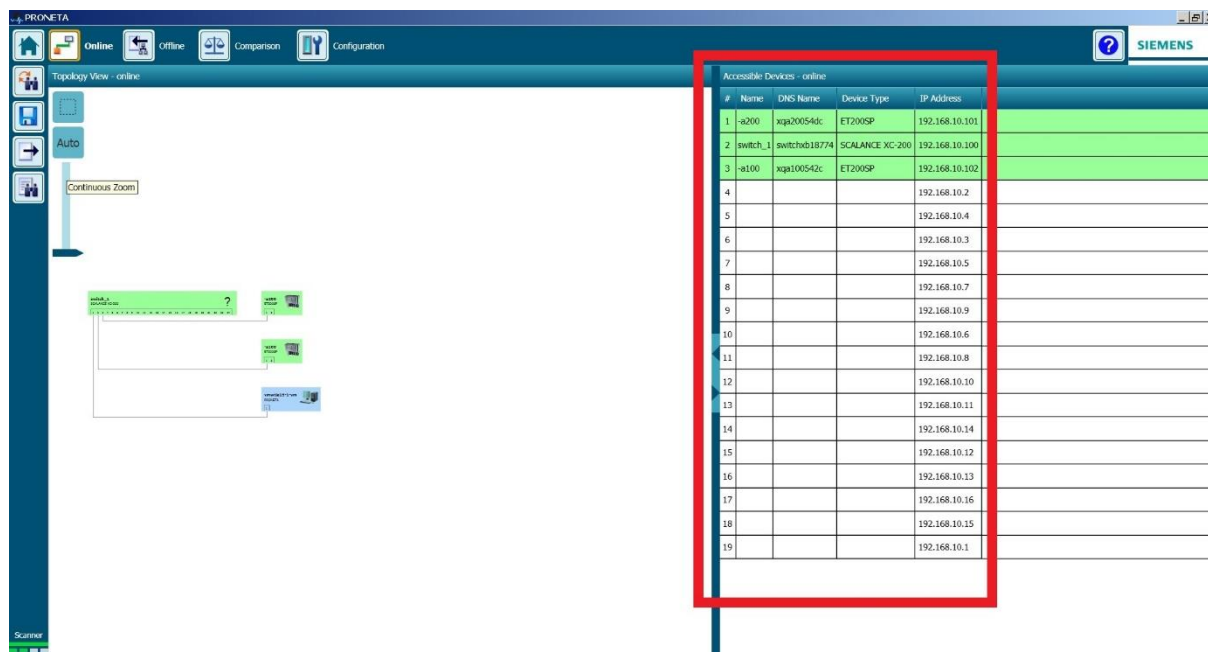 PRONETA
Online
Offline
Comparison
Configuration
?
SIEMENS
Topology View - online
Auto
Continuous Zoom
?
Accessible Devices - online
# Name DNS Name Device Type IP Address
1 -a200 xqa20054dc ET200SP 192.168.10.101
2 switch_1 switchxb18774 SCALANCE XC-200 192.168.10.100
3 -a100 xqa100542c ET200SP 192.168.10.102
4 192.168.10.2
5 192.168.10.4
6 192.168.10.3
7 192.168.10.5
8 192.168.10.7
9 192.168.10.9
10 192.168.10.6
11 192.168.10.8
12 192.168.10.10
13 192.168.10.11
14 192.168.10.14
15 192.168.10.12
16 192.168.10.13
17 192.168.10.16
18 192.168.10.15
19 192.168.10.1
Scanner